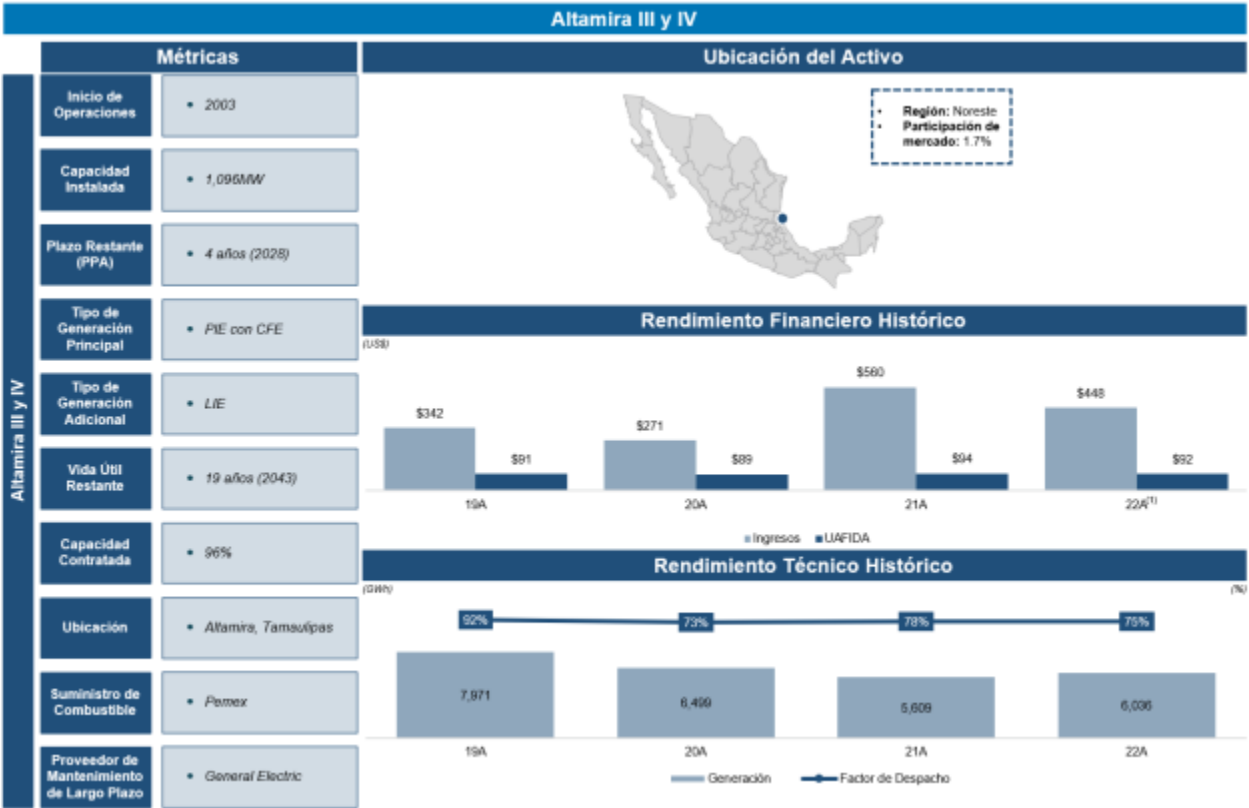 Altamira III y IV
Métricas
Altamira III y IV
Inicio de
Operaciones
• 2003
Capacidad
Instalada
• 1,096MW
Plazo Restante
(PPA)
• 4 años (2028)
Tipo de
Generación
Principal
• PIE con CFE
Tipo de
Generación
Adicional
• LIE
Vida Útil
Restante
• 19 años (2043)
Capacidad
Contratada
• 96%
Ubicación
• Altamira, Tamaulipas
Suministro de
Combustible
• Pemex
Proveedor de
Mantenimiento
de Largo Plazo
• General Electric
Ubicación del Activo
• Región: Noreste
• Participación de
mercado: 1.7%
Rendimiento Financiero Histórico
(US$)
$342 $91 $271 $89 $560 $94 $448 $92
19A 20A 21A 22A(1)
Ingresos UAFIDA
Rendimiento Técnico Histórico
(GWh) (%)
92% 73% 78% 75%
7,971 6,499 5,609 6,036
19A 20A 21A 22A
Generación Factor de Despacho